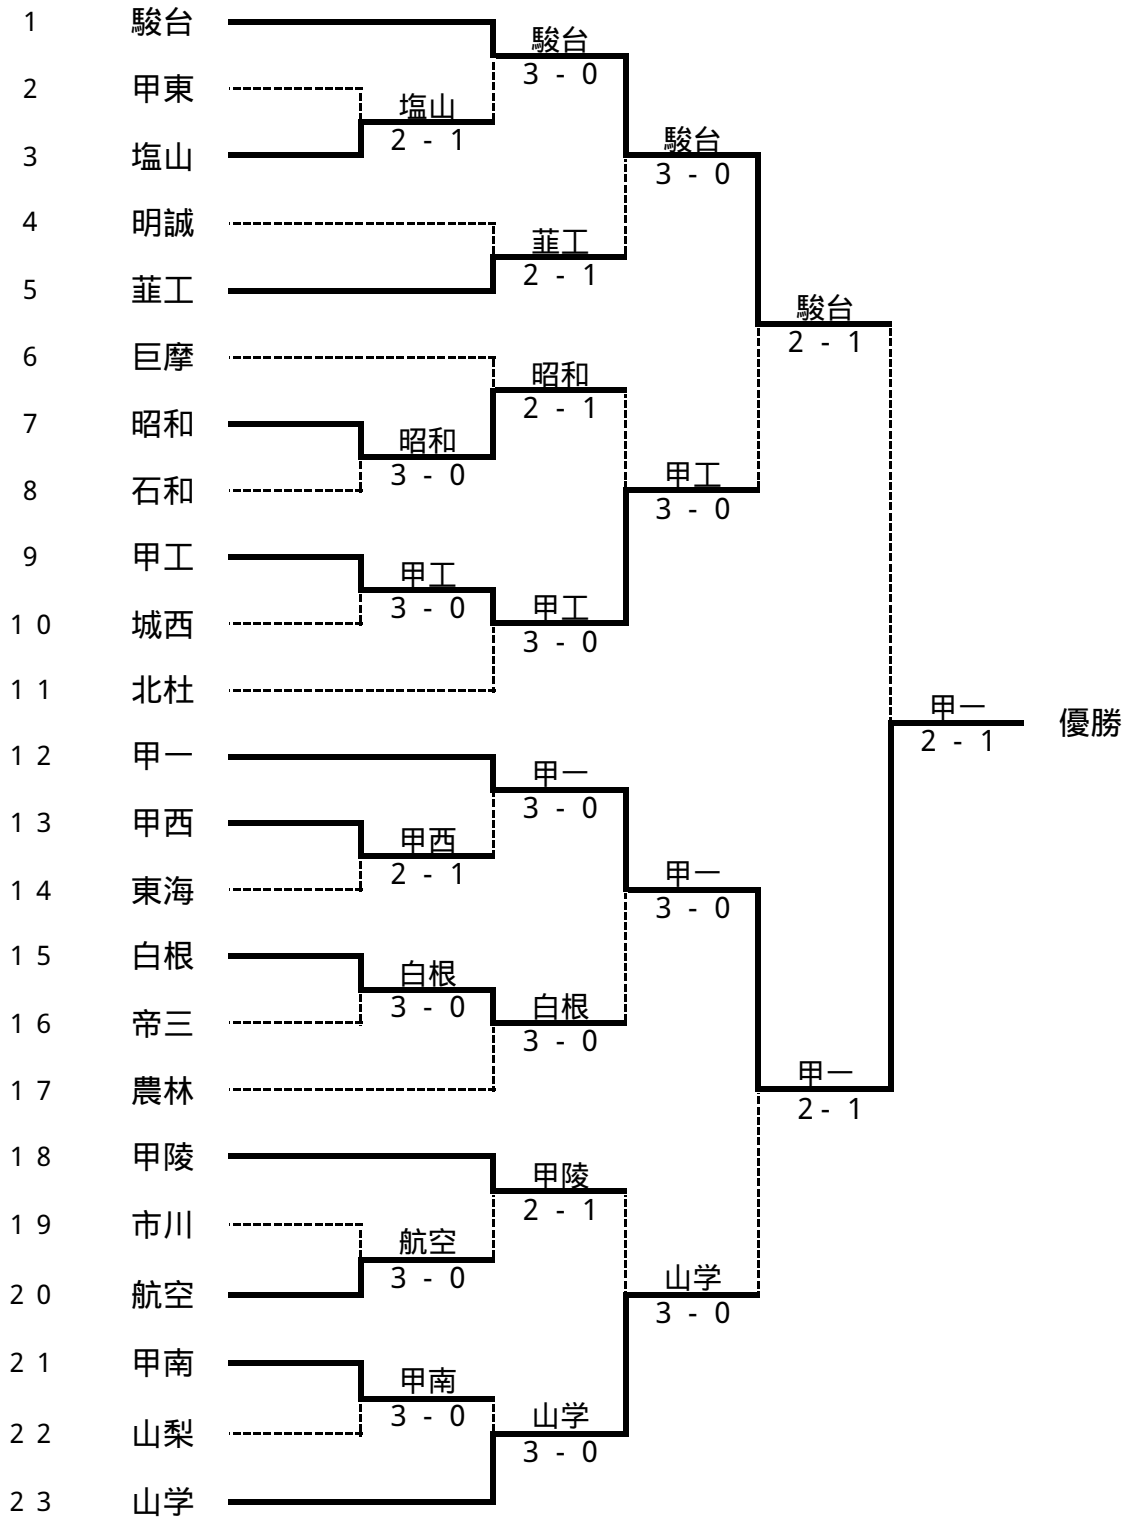 1 駿台
駿台
3 - 0
2 甲東
塩山
2 - 1
駿台
3 - 0
3 塩山
4 明誠
韮工
2 - 1
5 韮工
駿台
2 - 1
6 巨摩
昭和
2 - 1
7 昭和
昭和
3 - 0
甲工
3 - 0
8 石和
9 甲工
甲工
3 - 0
甲工
3 - 0
10 城西
11 北杜
甲一
2 - 1
優勝
12 甲一
甲一
3 - 0
13 甲西
甲西
2 - 1
甲一
3 - 0
14 東海
15 白根
白根
3 - 0
白根
3 - 0
16 帝三
17 農林
甲一
2 - 1
18 甲陵
甲陵
2 - 1
19 市川
航空
3 - 0
山学
3 - 0
20 航空
21 甲南
甲南
3 - 0
山学
3 - 0
22 山梨
23 山学